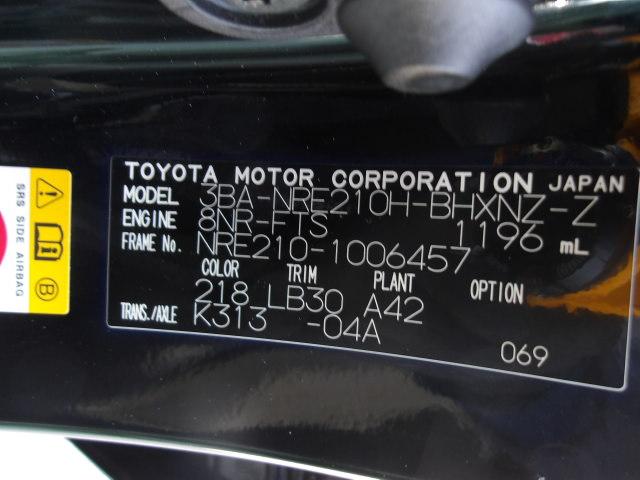 TOYOTA MOTOR CORPORATION JAPAN
MODEL 3BA-NRE210H-BHXNZ-Z
ENGINE 8NR-FTS 1196 mL
FRAME No. NRE210-1006457
COLOR TRIM PLANT OPTION
218 LB30 A42
TRANS./AXLE K313 -04A
069
SRS SIDE AIRBAG
B